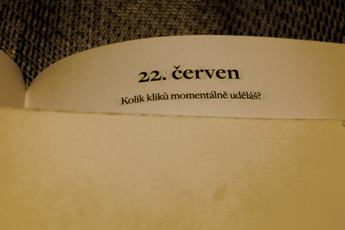 22. červen
Kolik kliků momentálně uděláš?